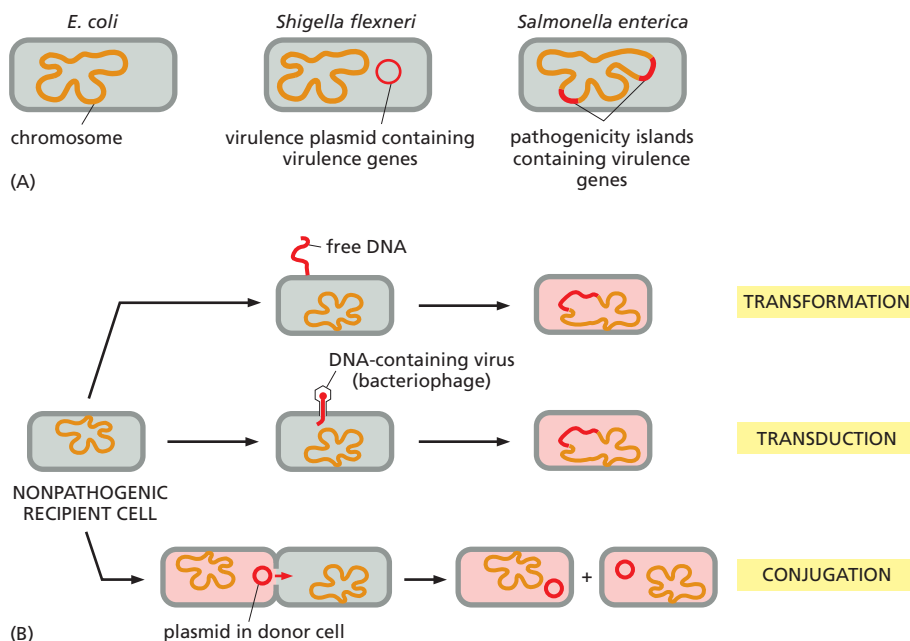 E. coli
Shigella flexneri
Salmonella enterica
chromosome
virulence plasmid containing
virulence genes
pathogenicity islands
containing virulence
genes
(A)
free DNA
TRANSFORMATION
DNA-containing virus
(bacteriophage)
TRANSDUCTION
NONPATHOGENIC
RECIPIENT CELL
+
CONJUGATION
plasmid in donor cell
(B)